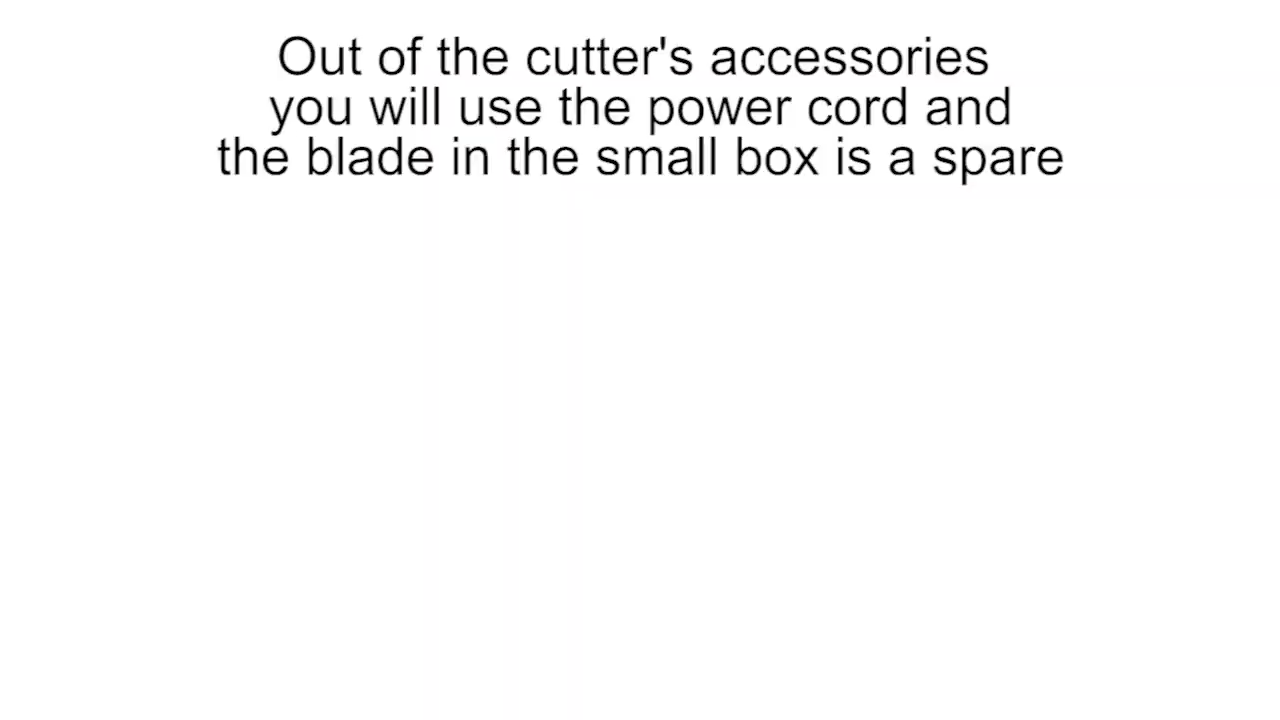 Out of the cutter's accessories
you will use the power cord and
the blade in the small box is a spare